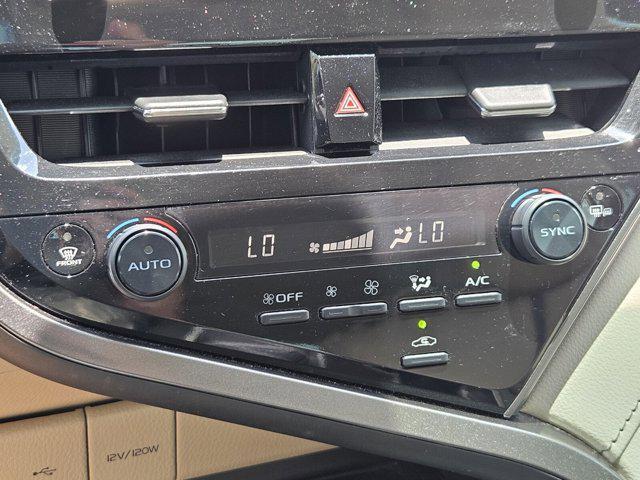 LO
LO
FRONT
AUTO
SYNC
OFF
A/C
12V/120W